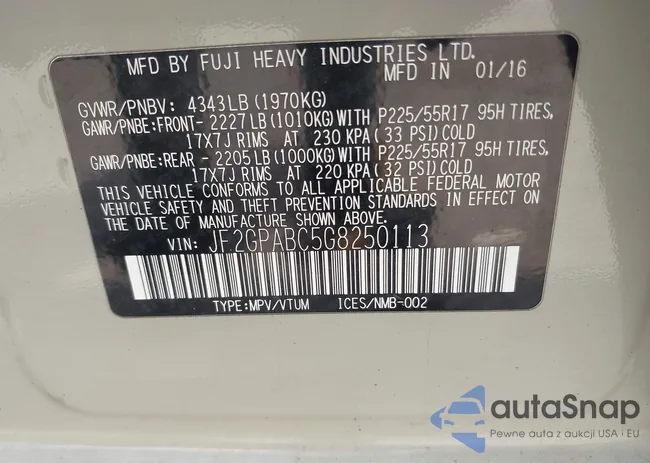 MFD BY FUJI HEAVY INDUSTRIES LTD.
MFD IN 01/16
GVWR/PNBV: 4343LB (1970KG)
GAWR/PNBE:FRONT- 2227LB (1010KG) WITH P225/55R17 95H TIRES,
17X7J RIMS AT 230 KPA (33 PSI) COLD
GAWR/PNBE:REAR - 2205LB (1000KG) WITH P225/55R17 95H TIRES,
17X7J RIMS AT 220 KPA (32 PSI) COLD
THIS VEHICLE CONFORMS TO ALL APPLICABLE FEDERAL MOTOR
VEHICLE SAFETY AND THEFT PREVENTION STANDARDS IN EFFECT
ON THE DATE OF MANUFACTURE SHOWN ABOVE.
VIN: JF2GPABC5G8250113
TYPE:MPV/VTUM ICES/NMB-002
autaSnap
Pewne auta z aukcji USA i EU